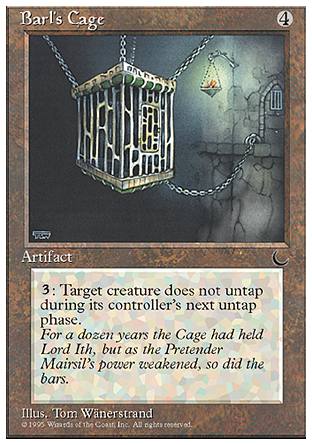 Barl's Cage 4
Artifact
3: Target creature does not untap
during its controller's next untap
phase.
For a dozen years the Cage had held
Lord Ith, but as the Pretender
Mairsil's power weakened, so did the
bars.
Illus. Tom Wänerstrand
© 1995 Wizards of the Coast, Inc. All rights reserved.